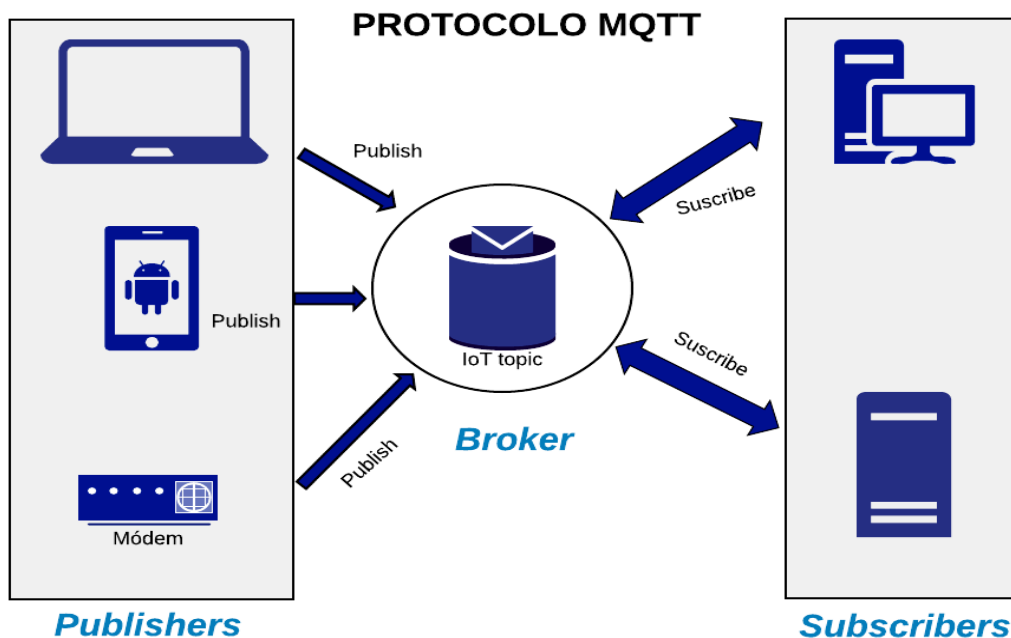 PROTOCOLO MQTT
Publish
Suscribe
Publish
IoT topic
Suscribe
Broker
Publish
Módem
Publishers
Subscribers